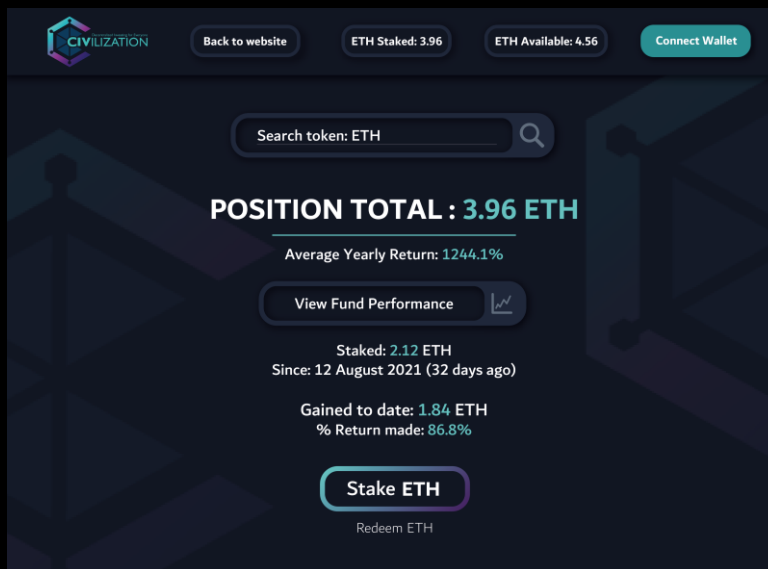 CIVILIZATION
Back to website
ETH Staked: 3.96
ETH Available: 4.56
Connect Wallet
Search token: ETH
POSITION TOTAL : 3.96 ETH
Average Yearly Return: 1244.1%
View Fund Performance
Staked: 2.12 ETH
Since: 12 August 2021 (32 days ago)
Gained to date: 1.84 ETH
% Return made: 86.8%
Stake ETH
Redeem ETH